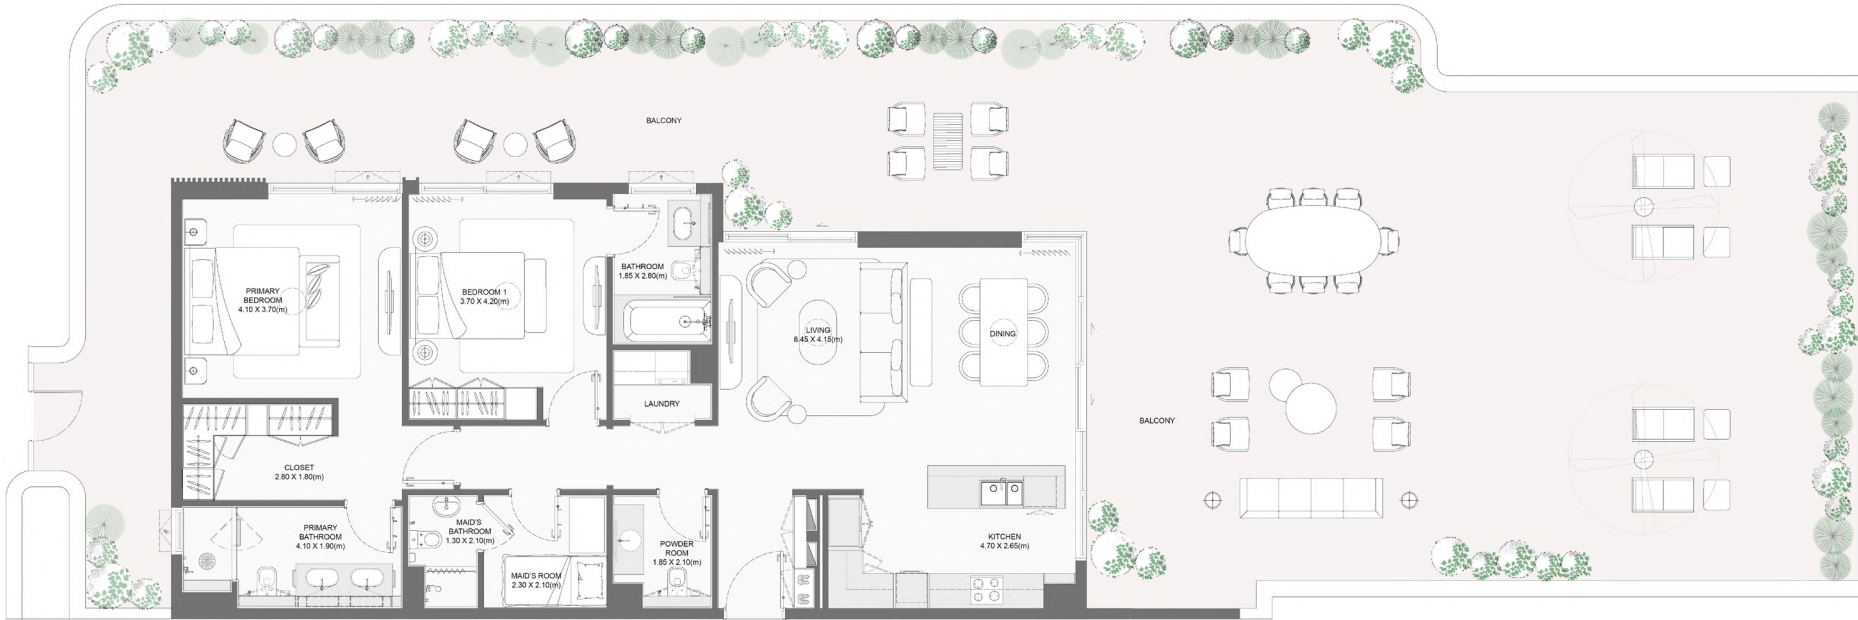 BALCONY
PRIMARY
BEDROOM
4.10 X 3.70(m)
BEDROOM 1
3.70 X 4.20(m)
BATHROOM
1.85 X 2.80(m)
LIVING
6.45 X 4.15(m)
DINING
LAUNDRY
BALCONY
CLOSET
2.80 X 1.80(m)
PRIMARY
BATHROOM
4.10 X 1.90(m)
MAID'S
BATHROOM
1.30 X 2.10(m)
MAID'S ROOM
2.30 X 2.10(m)
POWDER
ROOM
1.85 X 2.10(m)
KITCHEN
4.70 X 2.65(m)